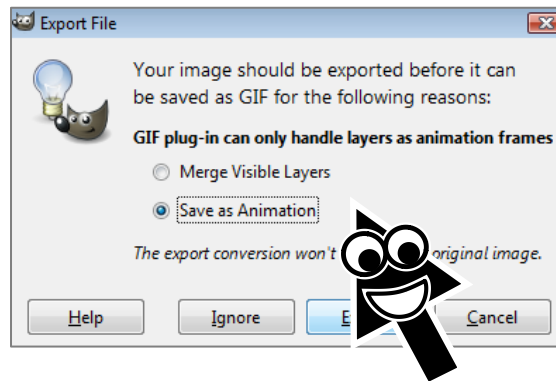 Export File
Your image should be exported before it can
be saved as GIF for the following reasons:
GIF plug-in can only handle layers as animation frames
Merge Visible Layers
Save as Animation
The export conversion won't original image.
Help Ignore Cancel